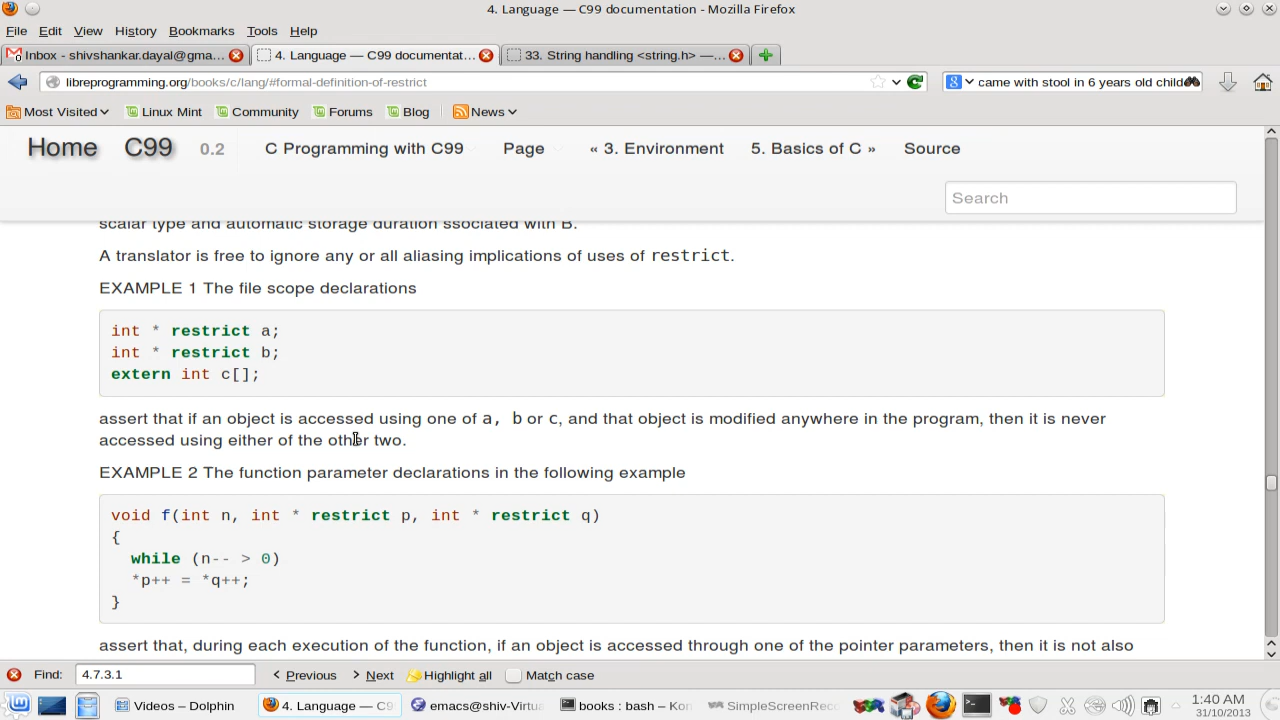 4. Language — C99 documentation - Mozilla Firefox
File Edit View History Bookmarks Tools Help
Inbox - shivshankar.dayal@gma... 4. Language — C99 documentat... 33. String handling <string.h> —...
libreprogramming.org/books/c/lang/#formal-definition-of-restrict came with stool in 6 years old child
Most Visited Linux Mint Community Forums Blog News
Home C99 0.2 C Programming with C99 Page « 3. Environment 5. Basics of C » Source
Search
scalar type and automatic storage duration ssociated with B.
A translator is free to ignore any or all aliasing implications of uses of restrict.
EXAMPLE 1 The file scope declarations
int * restrict a;
int * restrict b;
extern int c[];
assert that if an object is accessed using one of a, b or c, and that object is modified anywhere in the program, then it is never
accessed using either of the other two.
EXAMPLE 2 The function parameter declarations in the following example
void f(int n, int * restrict p, int * restrict q)
{
while (n-- > 0)
*p++ = *q++;
}
assert that, during each execution of the function, if an object is accessed through one of the pointer parameters, then it is not also
Find: 4.7.3.1 < Previous > Next Highlight all Match case
Videos — Dolphin 4. Language — C9 emacs@shiv-Virtua books : bash — Kon SimpleScreenReco 1:40 AM
31/10/2013